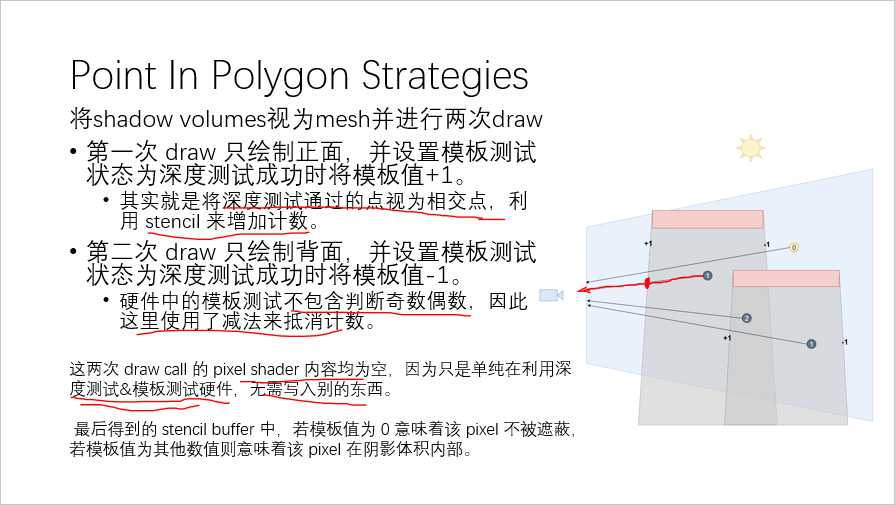 Point In Polygon Strategies
将shadow volumes视为mesh并进行两次draw
• 第一次 draw 只绘制正面，并设置模板测试
状态为深度测试成功时将模板值+1。
• 其实就是将深度测试通过的点视为相交点，利
用 stencil 来增加计数。
• 第二次 draw 只绘制背面，并设置模板测试
状态为深度测试成功时将模板值-1。
• 硬件中的模板测试不包含判断奇数偶数，因此
这里使用了减法来抵消计数。
这两次 draw call 的 pixel shader 内容均为空，因为只是单纯在利用深
度测试&模板测试硬件，无需写入别的东西。
最后得到的 stencil buffer 中，若模板值为 0 意味着该 pixel 不被遮蔽，
若模板值为其他数值则意味着该 pixel 在阴影体积内部。
+1
-1
0
1
2
+1
1
-1